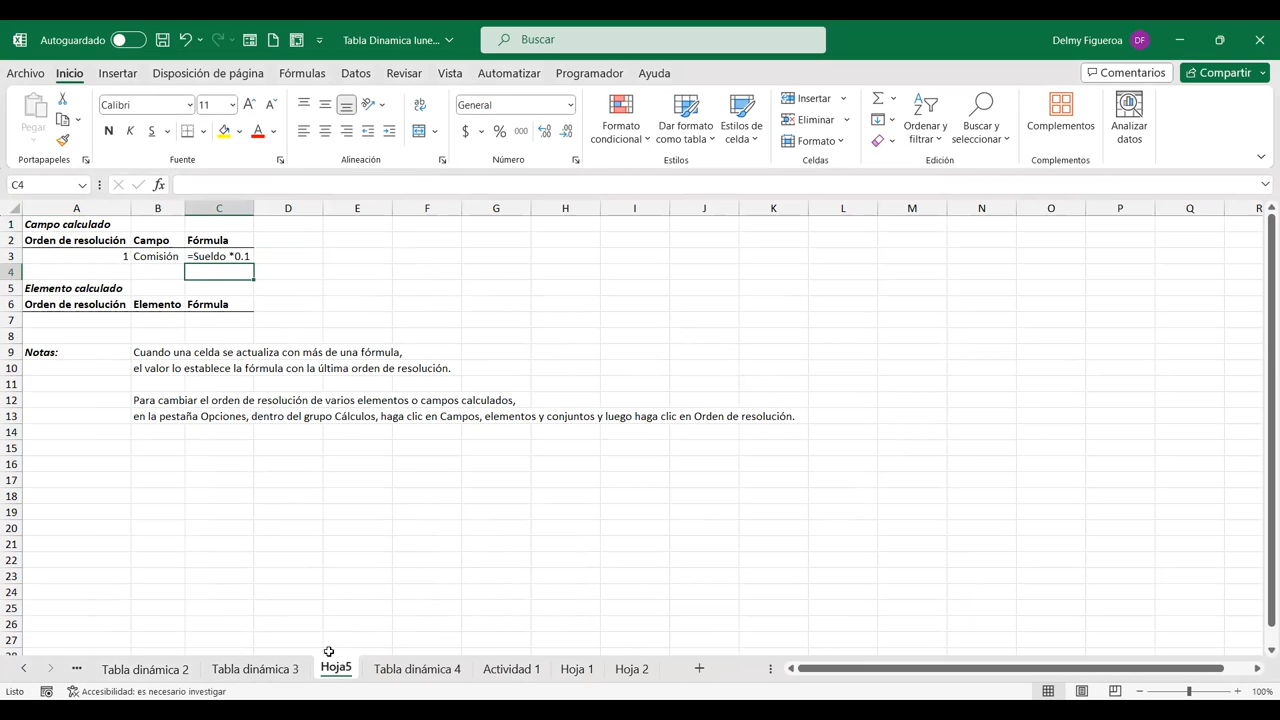 Autoguardado
Tabla Dinamica lune...
Buscar
Delmy Figueroa DF
Archivo Inicio Insertar Disposición de página Fórmulas Datos Revisar Vista Automatizar Programador Ayuda
Comentarios Compartir
Pegar
Calibri 11
N K S
General
$ % 000
Formato condicional
Dar formato como tabla
Estilos de celda
Insertar
Eliminar
Formato
Ordenar y filtrar
Buscar y seleccionar
Complementos
Analizar datos
Portapapeles Fuente Alineación Número Estilos Celdas Edición Complementos
C4 fx
A B C D E F G H I J K L M N O P Q R
1 Campo calculado
2 Orden de resolución Campo Fórmula
3 1 Comisión =Sueldo *0.1
4
5 Elemento calculado
6 Orden de resolución Elemento Fórmula
7
8
9 Notas: Cuando una celda se actualiza con más de una fórmula,
10 el valor lo establece la fórmula con la última orden de resolución.
11
12 Para cambiar el orden de resolución de varios elementos o campos calculados,
13 en la pestaña Opciones, dentro del grupo Cálculos, haga clic en Campos, elementos y conjuntos y luego haga clic en Orden de resolución.
14
15
16
17
18
19
20
21
22
23
24
25
26
27
Tabla dinámica 2 Tabla dinámica 3 Hoja5 Tabla dinámica 4 Actividad 1 Hoja 1 Hoja 2
Listo Accesibilidad: es necesario investigar 100%